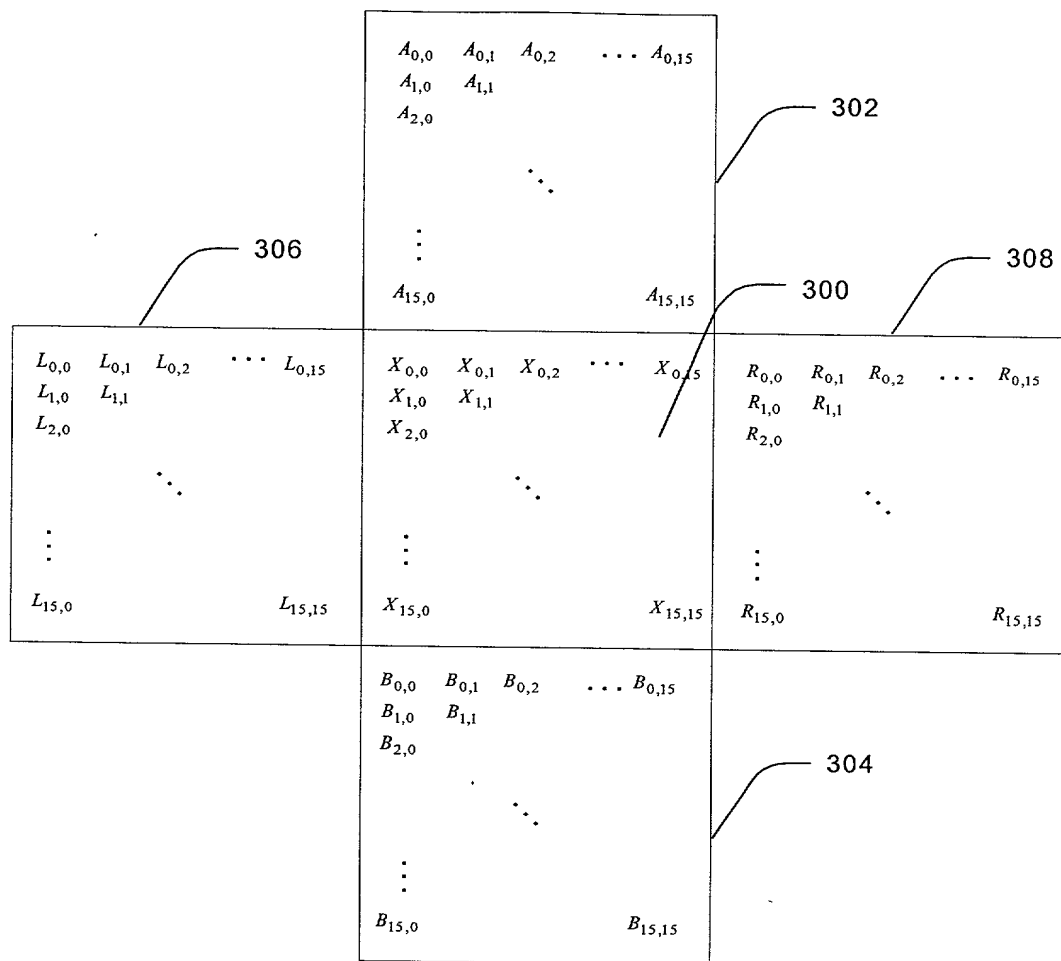 A0,0 A0,1 A0,2 ... A0,15
A1,0 A1,1
A2,0
302
A15,0 A15,15
306
308
300
L0,0 L0,1 L0,2 ... L0,15
L1,0 L1,1
L2,0
L15,0 L15,15
X0,0 X0,1 X0,2 ... X0,15
X1,0 X1,1
X2,0
X15,0 X15,15
R0,0 R0,1 R0,2 ... R0,15
R1,0 R1,1
R2,0
R15,0 R15,15
B0,0 B0,1 B0,2 ... B0,15
B1,0 B1,1
B2,0
304
B15,0 B15,15